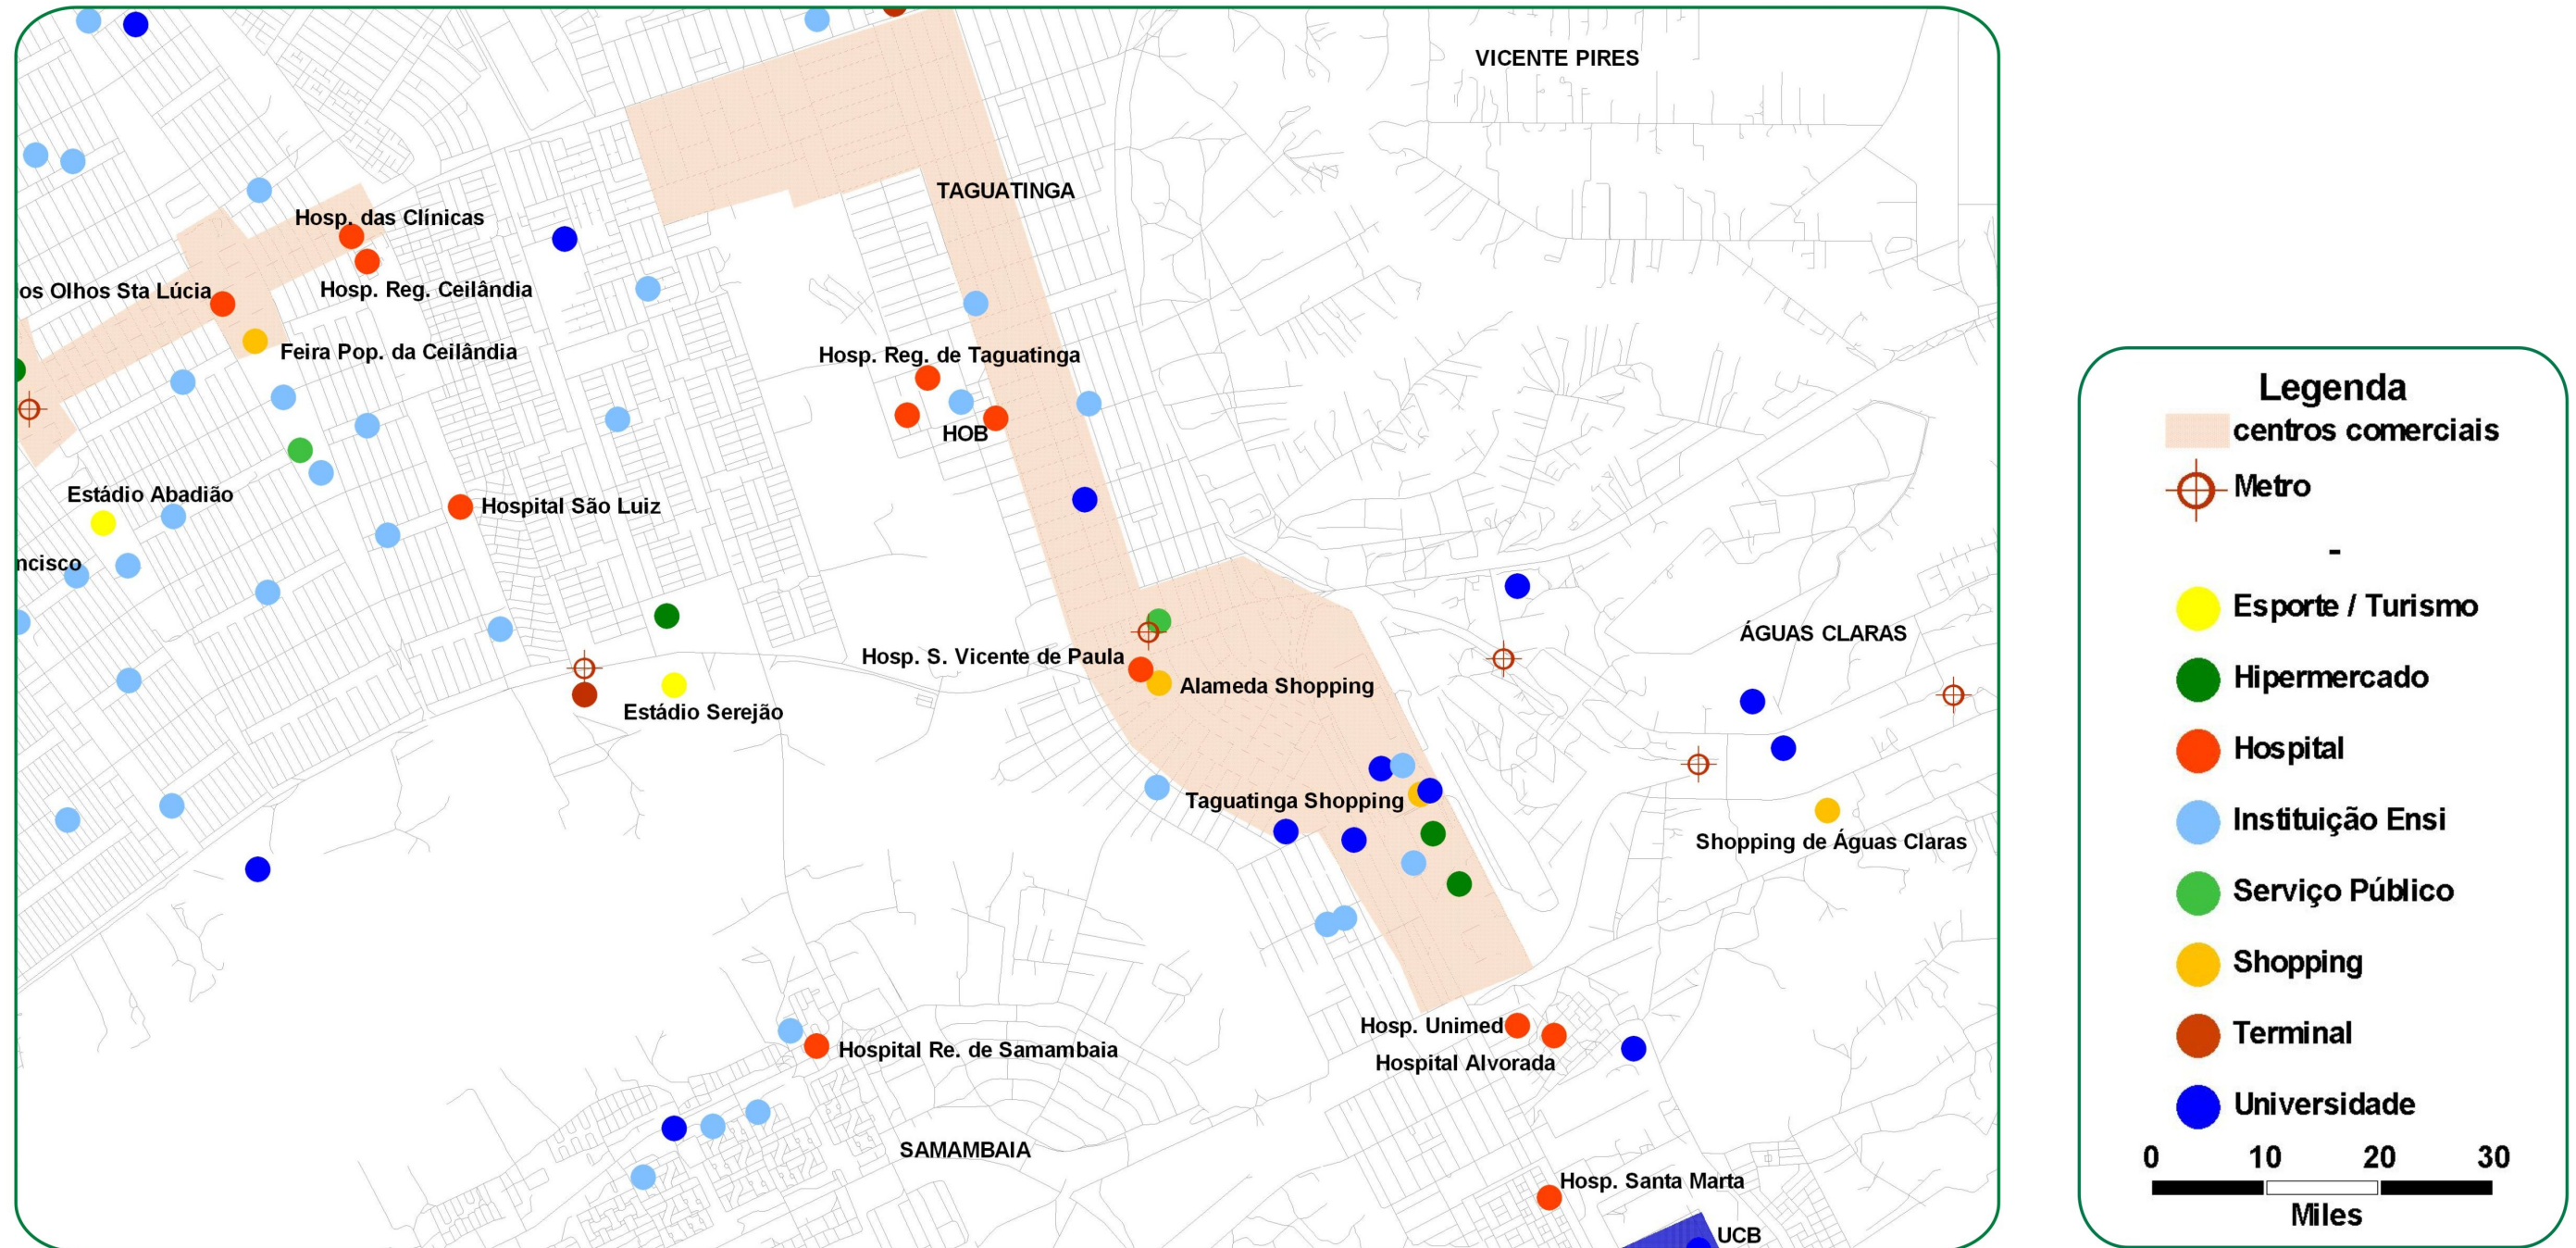 VICENTE PIRES
TAGUATINGA
Hosp. das Clínicas
os Olhos Sta Lúcia
Hosp. Reg. Ceilândia
Feira Pop. da Ceilândia
Hosp. Reg. de Taguatinga
HOB
Estádio Abadião
Hospital São Luiz
ncisco
ÁGUAS CLARAS
Hosp. S. Vicente de Paula
Alameda Shopping
Estádio Serejão
Taguatinga Shopping
Shopping de Águas Claras
Hosp. Unimed
Hospital Re. de Samambaia
Hospital Alvorada
SAMAMBAIA
Hosp. Santa Marta
UCB
Legenda
centros comerciais
Metro
-
Esporte / Turismo
Hipermercado
Hospital
Instituição Ensi
Serviço Público
Shopping
Terminal
Universidade
0 10 20 30
Miles